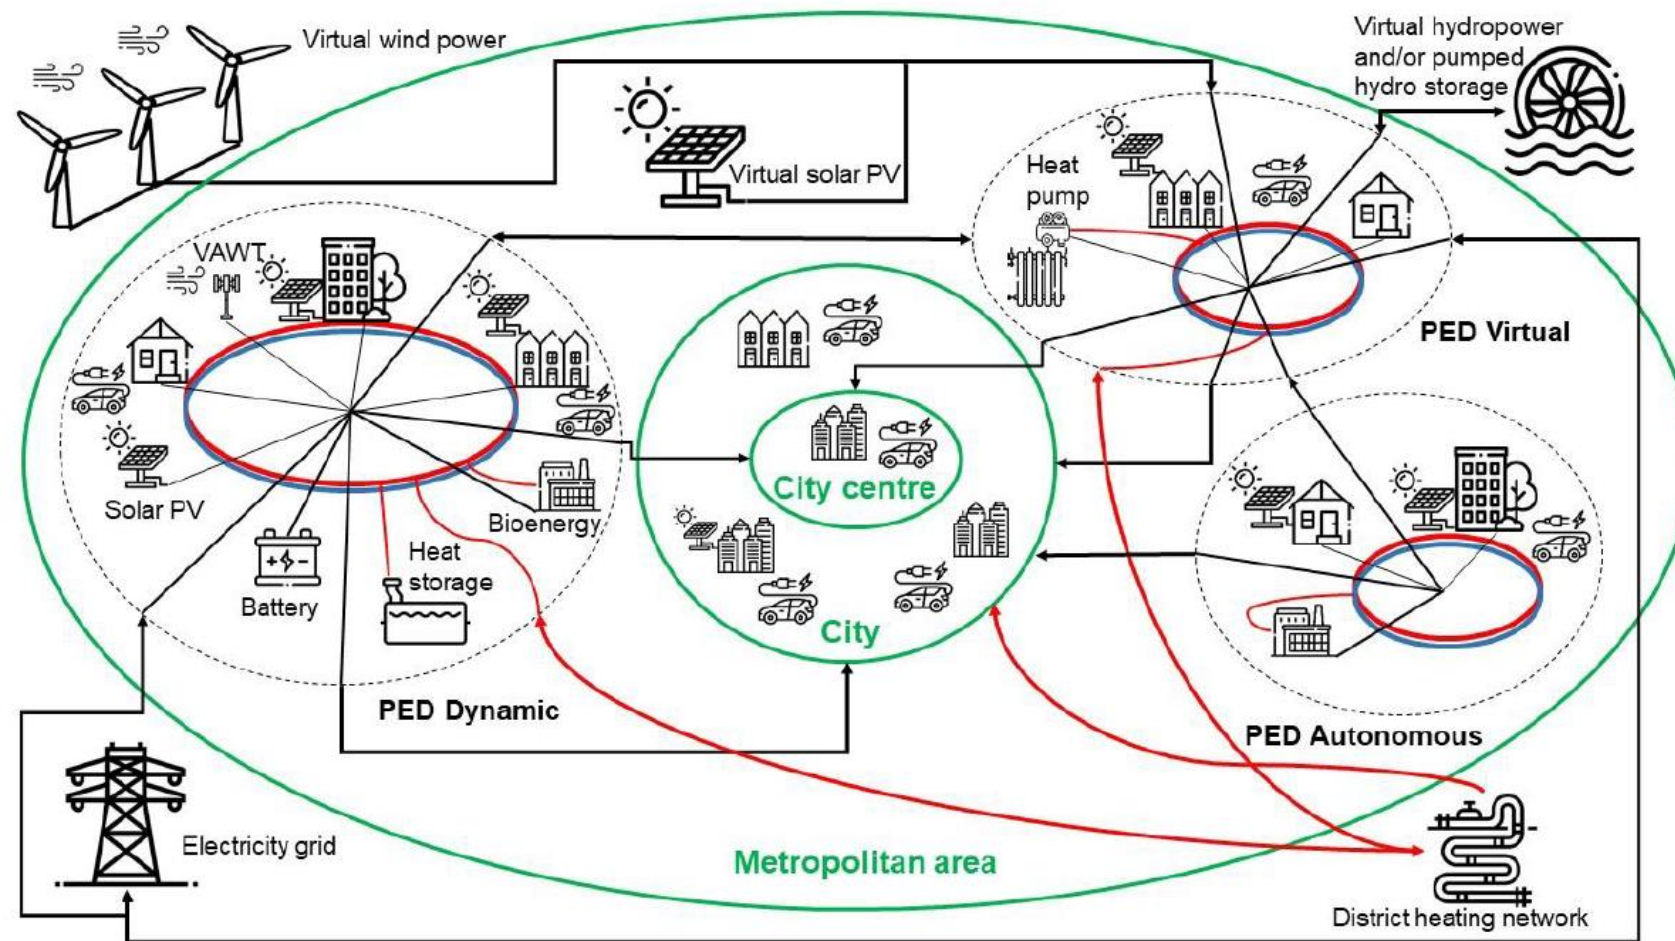 Virtual wind power
Virtual hydropower
and/or pumped
hydro storage
Virtual solar PV
Heat
pump
VAWT
PED Virtual
Solar PV
Bioenergy
Battery
Heat
storage
City centre
City
PED Dynamic
PED Autonomous
Electricity grid
Metropolitan area
District heating network